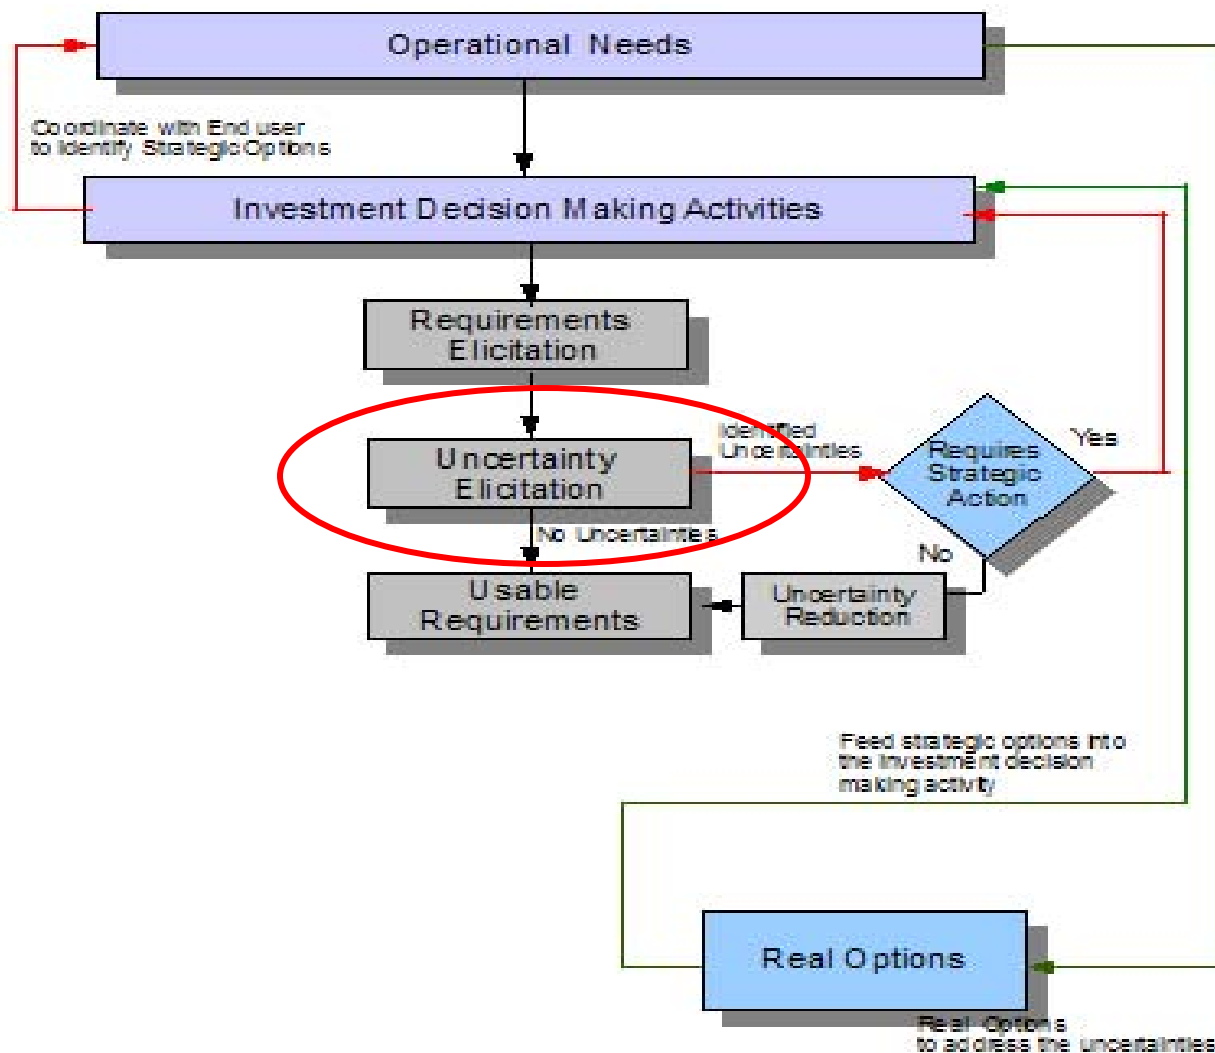 Operational Needs
Coordinate with End user
to Identify Strategic Options
Investment Decision Making Activities
Requirements
Elicitation
Uncertainty
Elicitation
Identified
Uncertainties
Requires
Strategic
Action
Yes
No
No Uncertainties
Usable
Requirements
Uncertainty
Reduction
Feed strategic options into
the investment decision
making activity
Real Options
Real Options
to address the uncertainties